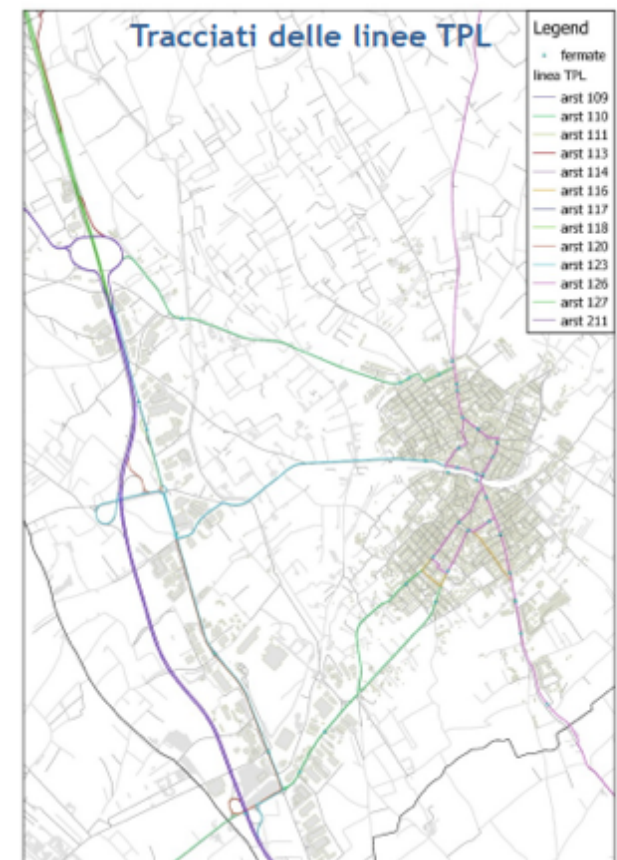 Tracciati delle linee TPL
Legend
fermate
linea TPL
arst 109
arst 110
arst 111
arst 113
arst 114
arst 116
arst 117
arst 118
arst 120
arst 123
arst 126
arst 127
arst 211